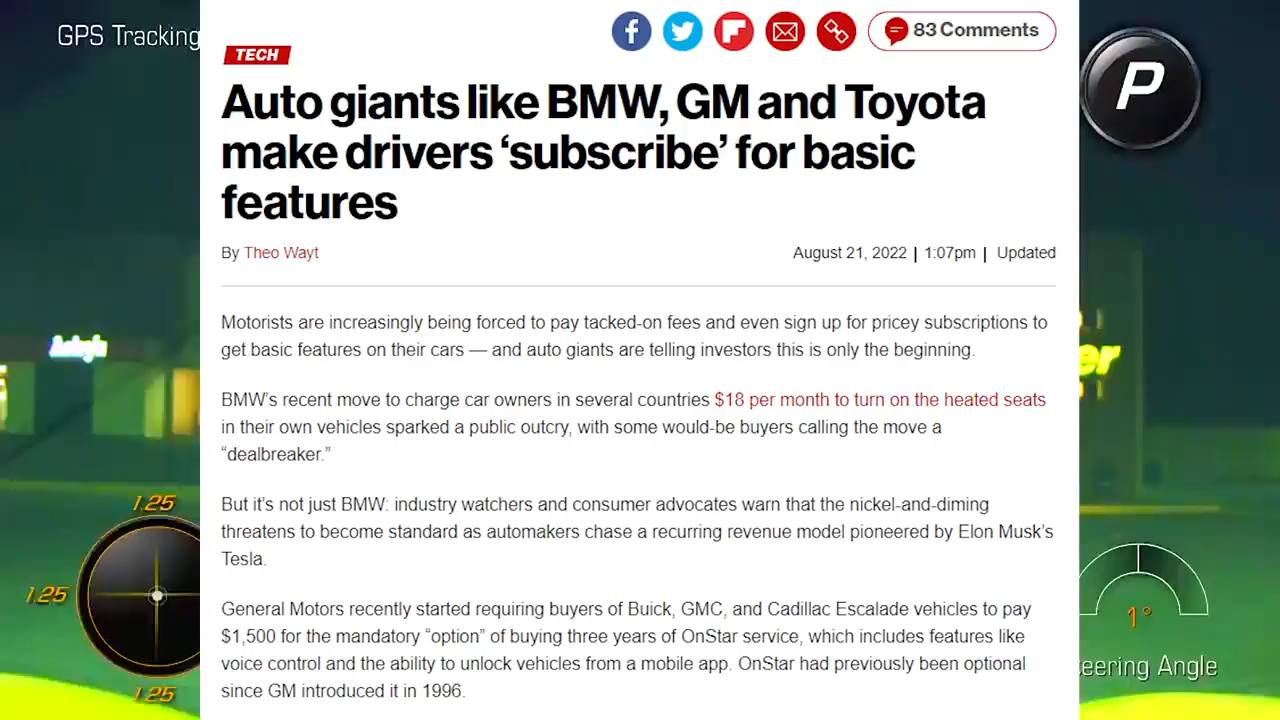 GPS Tracking
83 Comments
TECH
P
Auto giants like BMW, GM and Toyota
make drivers ‘subscribe’ for basic
features
By Theo Wayt
August 21, 2022 | 1:07pm | Updated
Motorists are increasingly being forced to pay tacked-on fees and even sign up for pricey subscriptions to
get basic features on their cars — and auto giants are telling investors this is only the beginning.
BMW’s recent move to charge car owners in several countries $18 per month to turn on the heated seats
in their own vehicles sparked a public outcry, with some would-be buyers calling the move a
“dealbreaker.”
But it’s not just BMW: industry watchers and consumer advocates warn that the nickel-and-diming
threatens to become standard as automakers chase a recurring revenue model pioneered by Elon Musk’s
Tesla.
1.25
1.25
1.25
General Motors recently started requiring buyers of Buick, GMC, and Cadillac Escalade vehicles to pay
$1,500 for the mandatory “option” of buying three years of OnStar service, which includes features like
voice control and the ability to unlock vehicles from a mobile app. OnStar had previously been optional
since GM introduced it in 1996.
1°
teering Angle